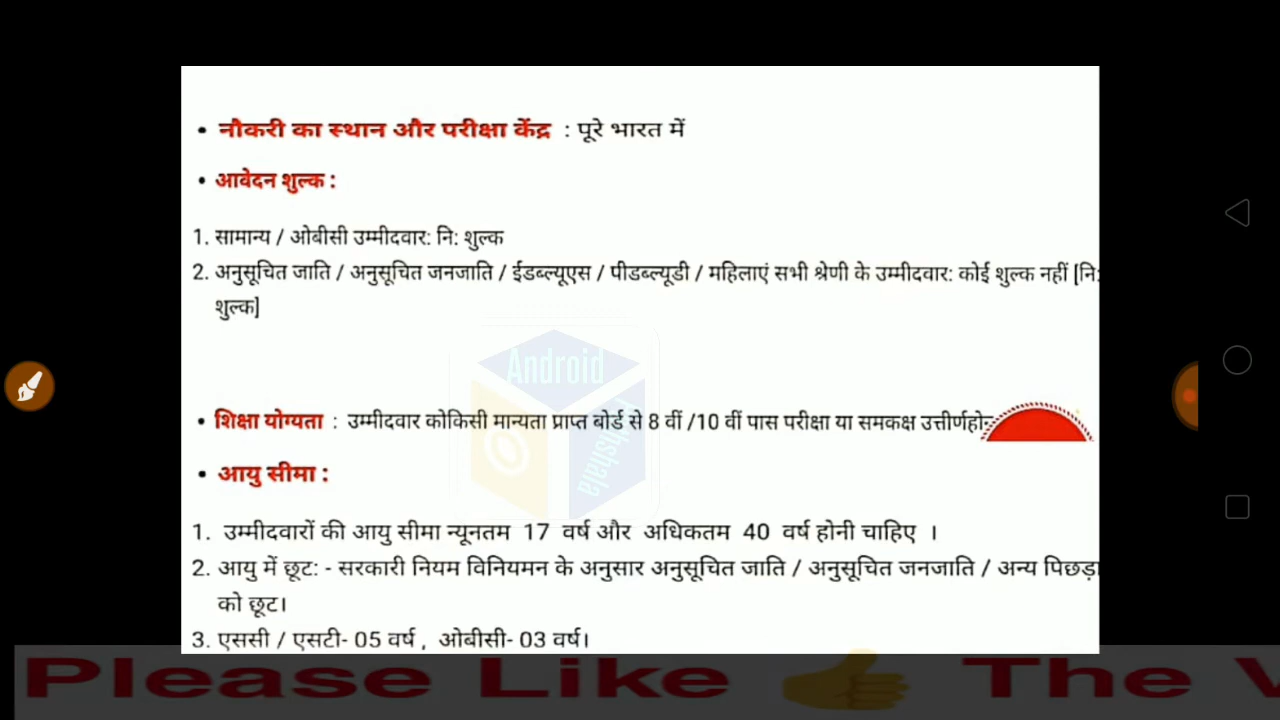 • नौकरी का स्थान और परीक्षा केंद्र : पूरे भारत में
• आवेदन शुल्क :
1. सामान्य / ओबीसी उम्मीदवार: नि: शुल्क
2. अनुसूचित जाति / अनुसूचित जनजाति / ईडब्ल्यूएस / पीडब्ल्यूडी / महिलाएं सभी श्रेणी के उम्मीदवार: कोई शुल्क नहीं [नि:
शुल्क]
Android
• शिक्षा योग्यता : उम्मीदवार कोकिसी मान्यता प्राप्त बोर्ड से 8 वीं /10 वीं पास परीक्षा या समकक्ष उत्तीर्णहो
• आयु सीमा :
1. उम्मीदवारों की आयु सीमा न्यूनतम 17 वर्ष और अधिकतम 40 वर्ष होनी चाहिए ।
2. आयु में छूट: - सरकारी नियम विनियमन के अनुसार अनुसूचित जाति / अनुसूचित जनजाति / अन्य पिछड़ा
को छूट।
3. एससी / एसटी- 05 वर्ष , ओबीसी- 03 वर्ष।
Please Like 👍 The V